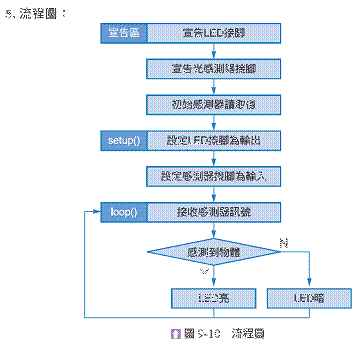 5. 流程圖：
宣告區 宣告LED接腳
宣告光感測器接腳
初始感測器讀取值
setup() 設定LED接腳為輸出
設定感測器接腳為輸入
loop() 接收感測器訊號
感測到物體
N
Y
LED亮 LED暗
圖 5-10 流程圖